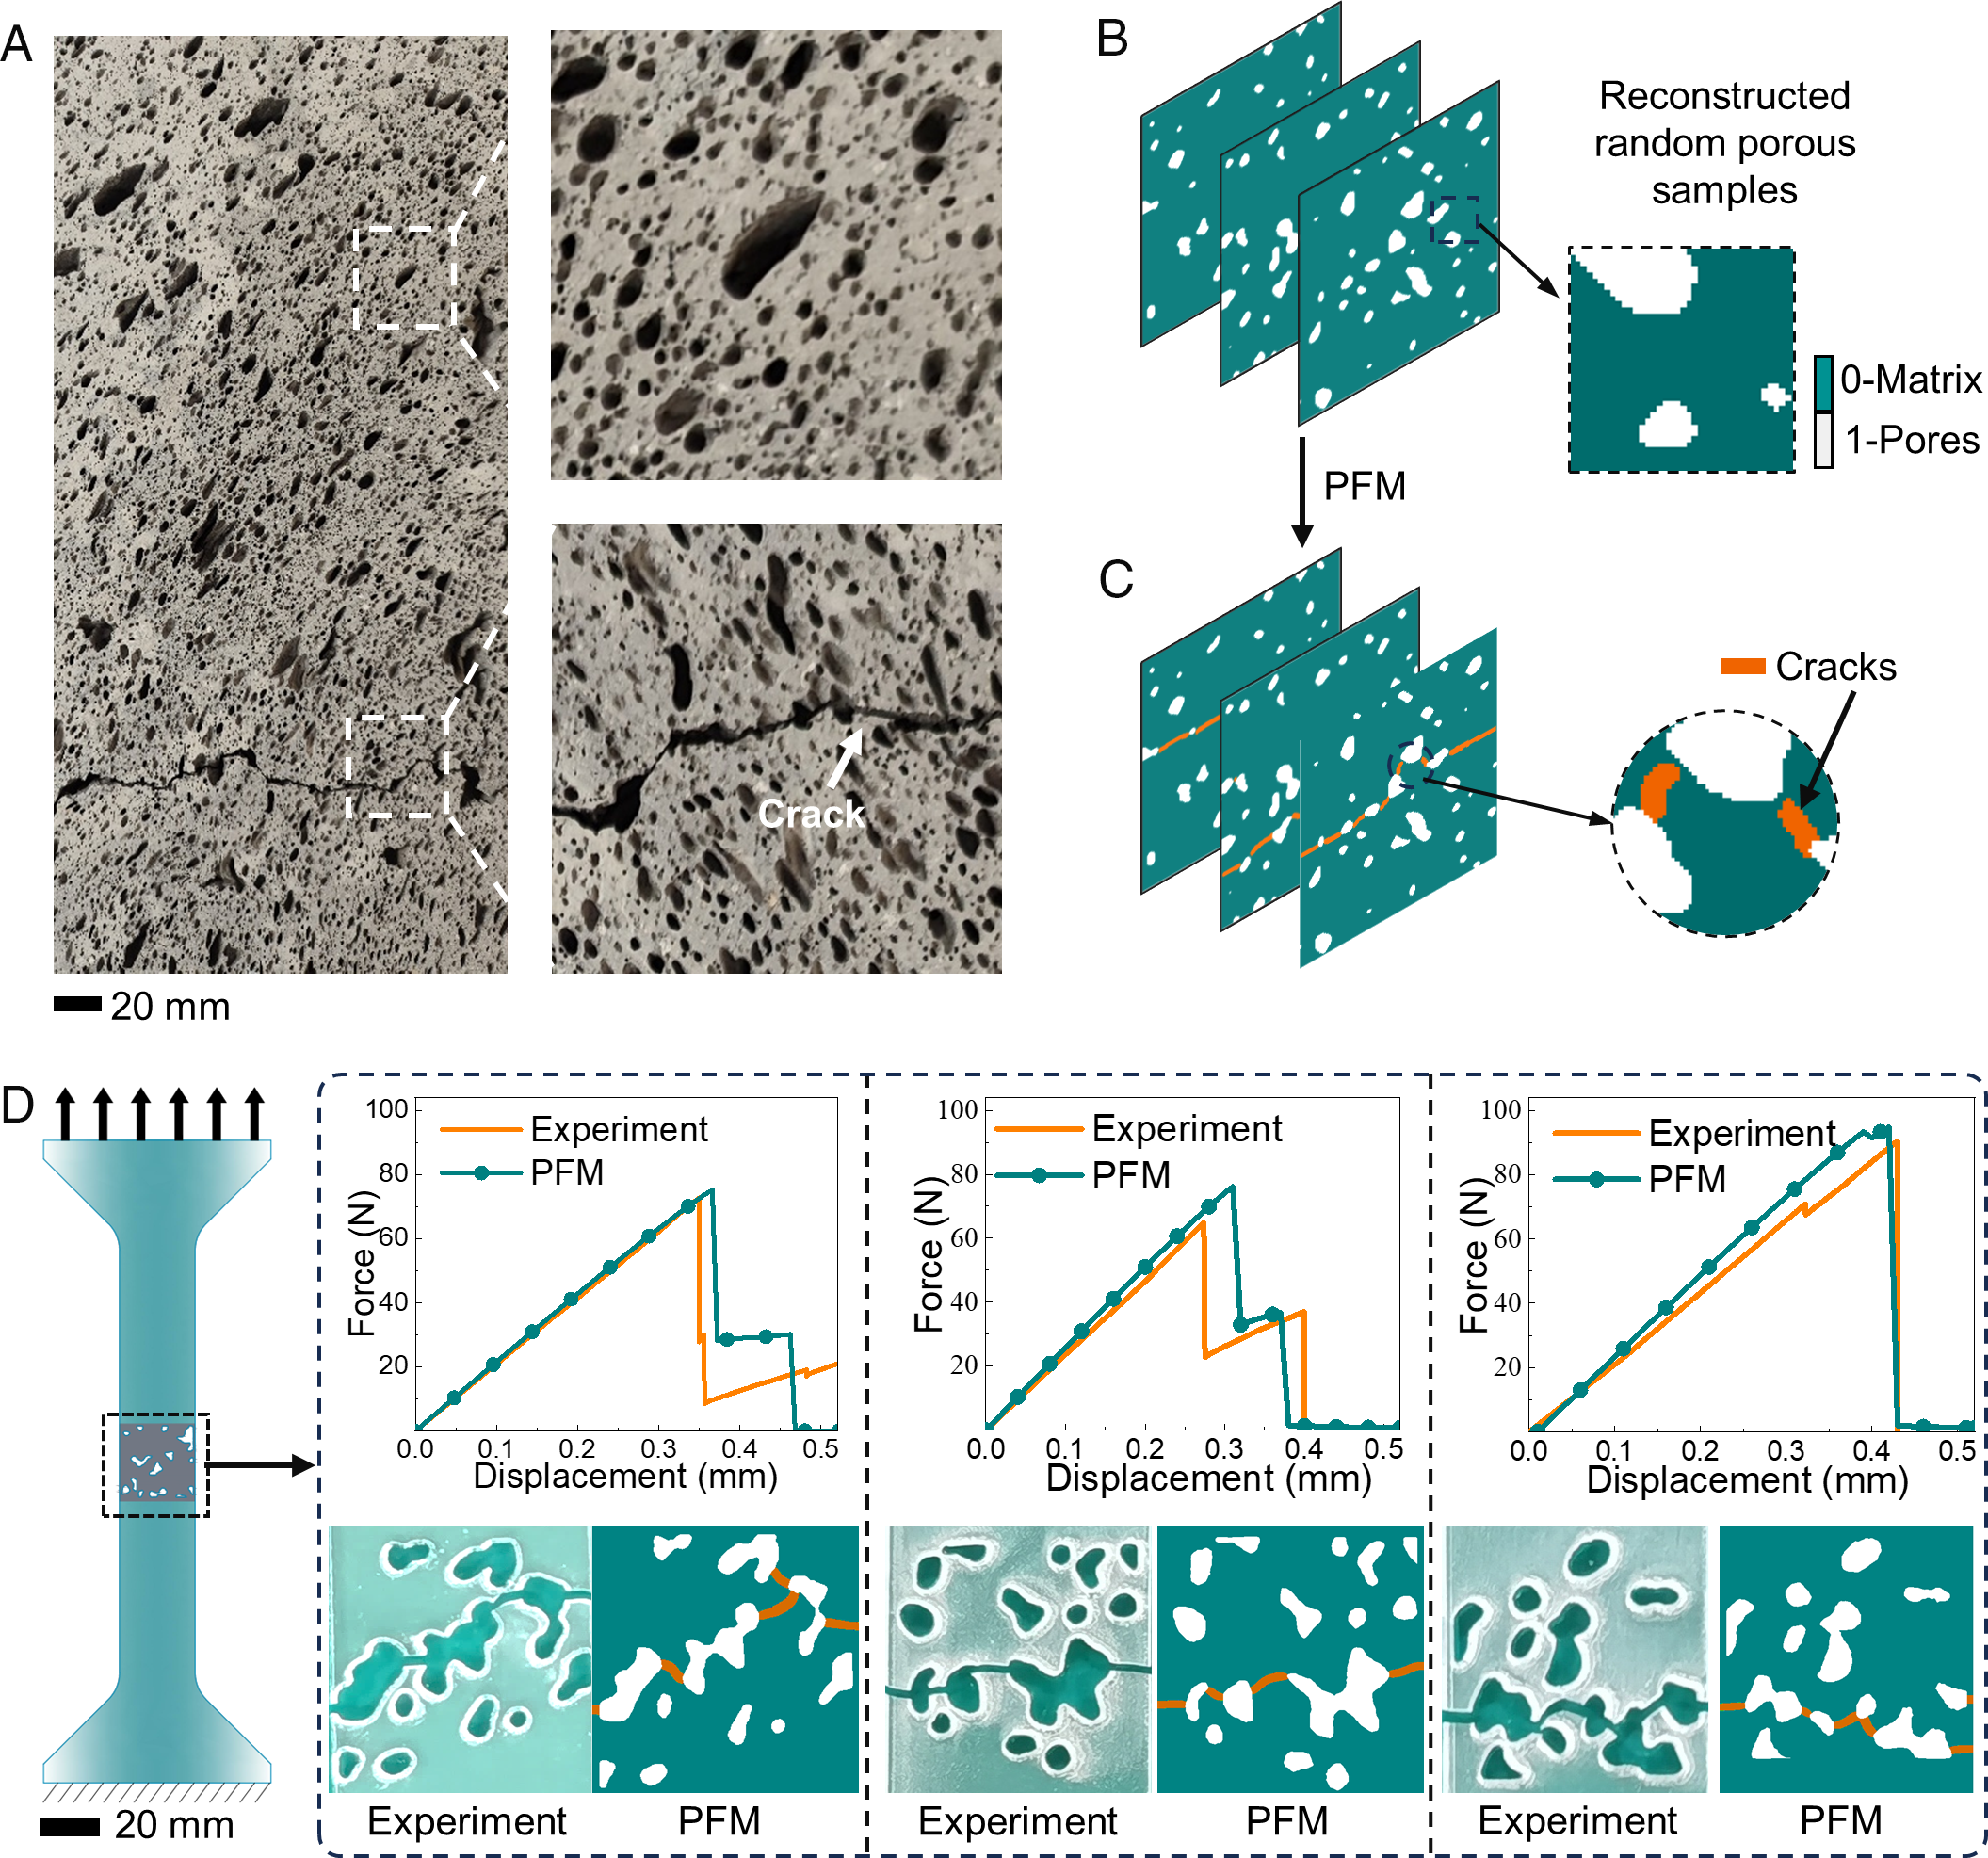 A
Crack
20 mm
B
Reconstructed
random porous
samples
0-Matrix
1-Pores
PFM
C
Cracks
D
20 mm
100
80
60
40
20
Force (N)
Experiment
PFM
0.0 0.1 0.2 0.3 0.4 0.5
Displacement (mm)
Experiment PFM
100
80
60
40
20
Force (N)
Experiment
PFM
0.0 0.1 0.2 0.3 0.4 0.5
Displacement (mm)
Experiment PFM
100
80
60
40
20
Force (N)
Experiment
PFM
0.0 0.1 0.2 0.3 0.4 0.5
Displacement (mm)
Experiment PFM